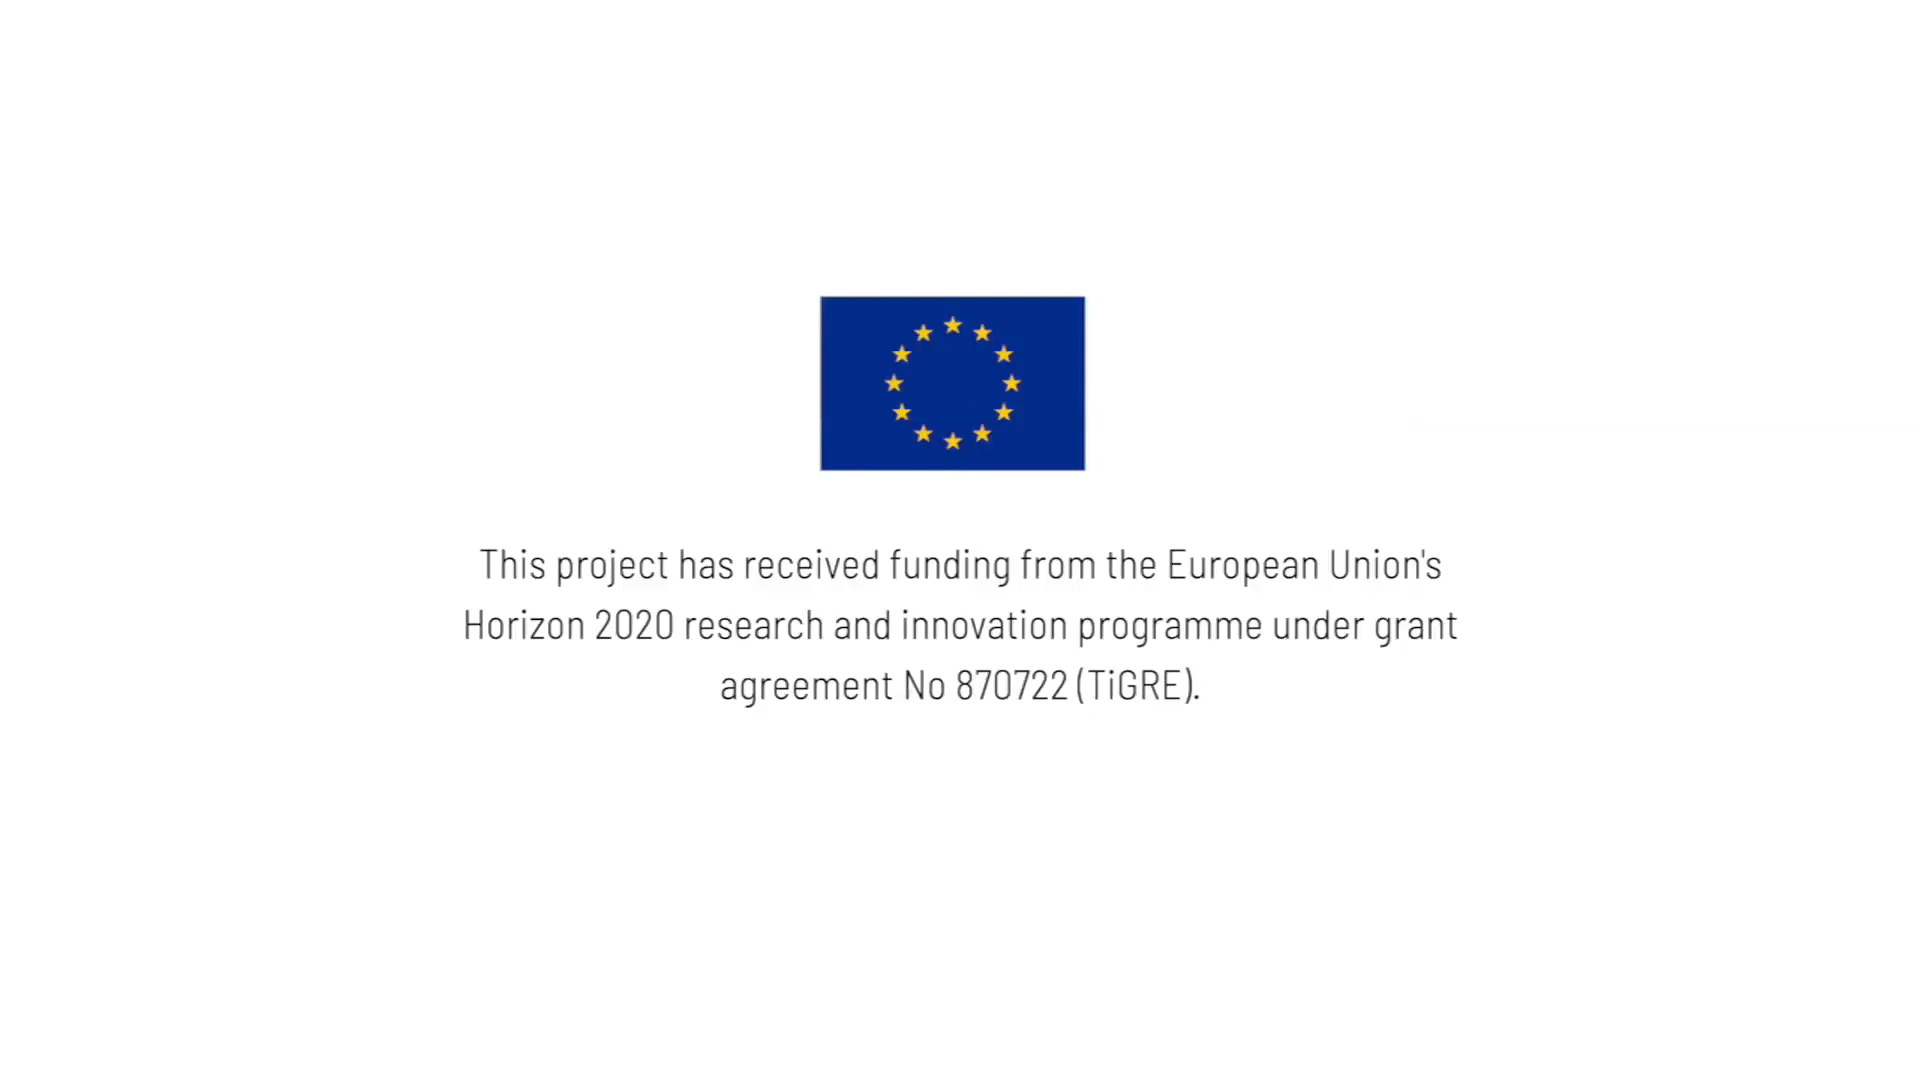 This project has received funding from the European Union's
Horizon 2020 research and innovation programme under grant
agreement No 870722 (TiGRE).